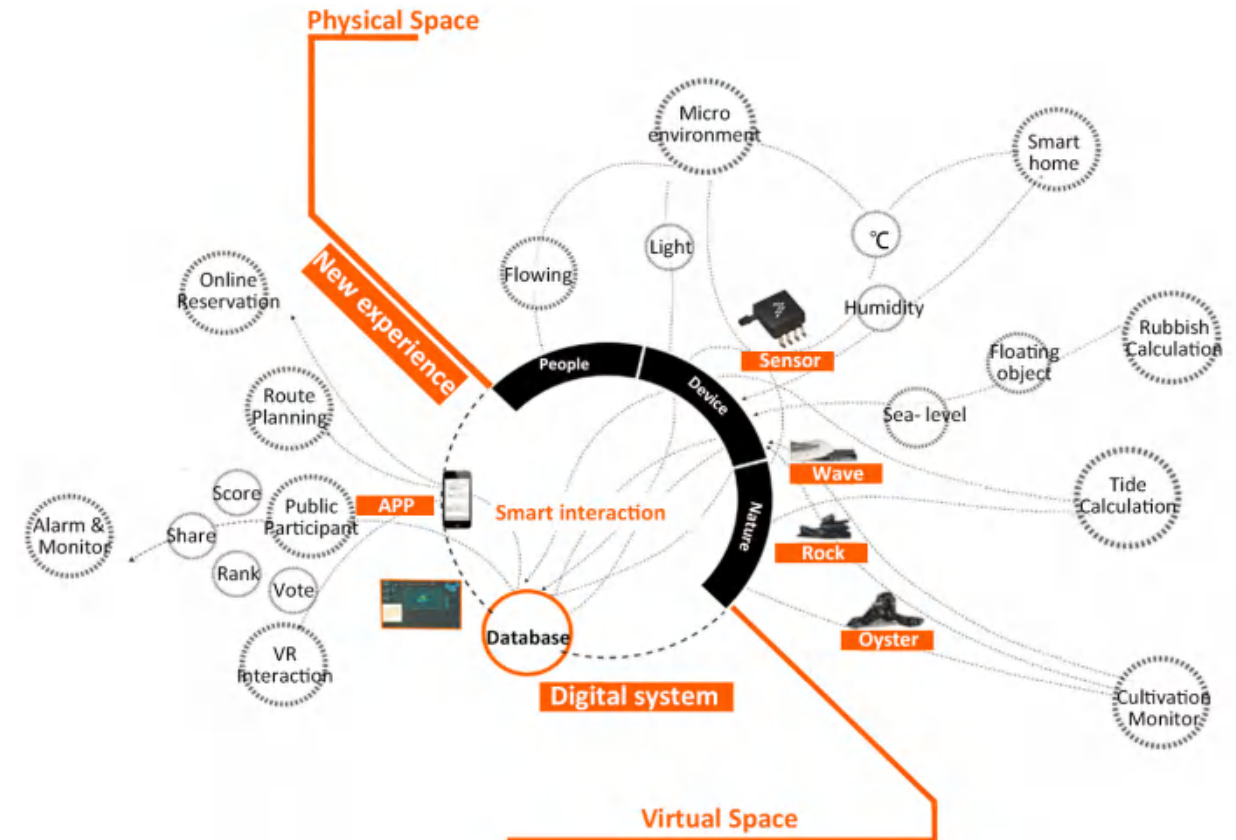 Physical Space
Micro
environment
Smart
home
℃
Light
Flowing
Online
Reservation
New experience
Humidity
Sensor
Rubbish
Calculation
Floating
object
People
Device
Nature
Route
Planning
Sea- level
Wave
Tide
Calculation
Score
Public
Participant
APP
Smart interaction
Alarm &
Monitor
Share
Rock
Rank
Vote
Oyster
Database
VR
Interaction
Digital system
Cultivation
Monitor
Virtual Space